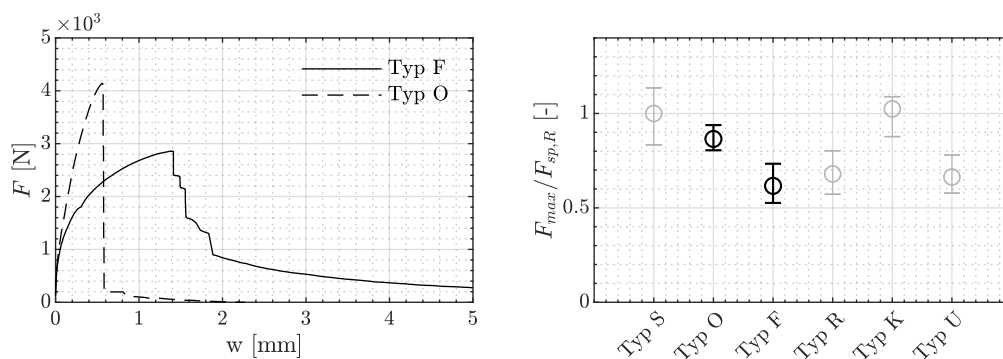 ×10³
5
4
3
2
1
0
F [N]
0 1 2 3 4 5
w [mm]
Typ F
Typ O
1
0.5
0
F_max/F_sp,R [-]
Typ S
Typ O
Typ F
Typ R
Typ K
Typ U